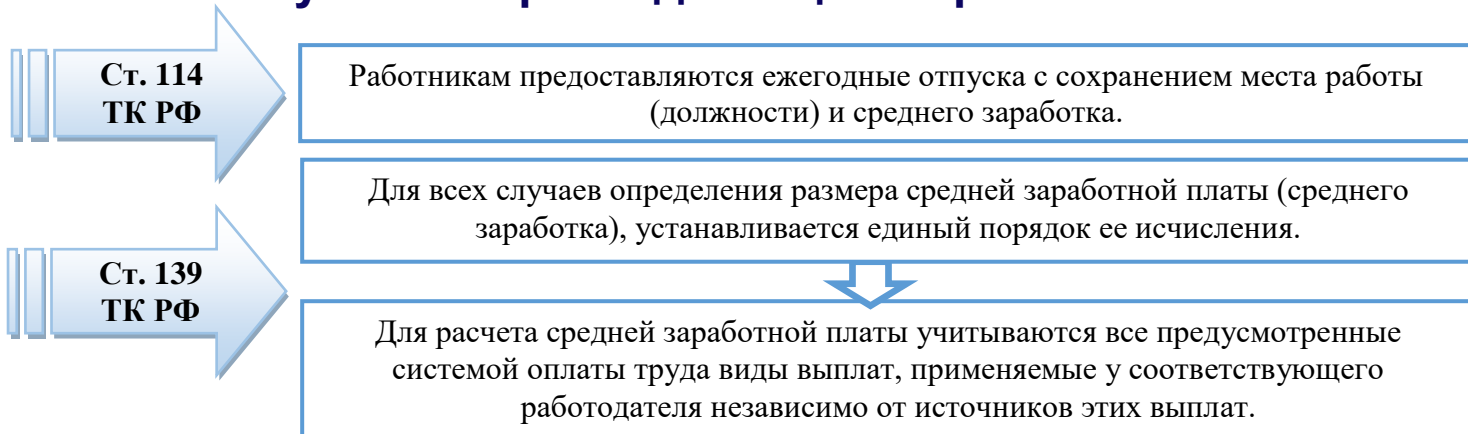 Ст. 114
ТК РФ
Работникам предоставляются ежегодные отпуска с сохранением места работы
(должности) и среднего заработка.
Для всех случаев определения размера средней заработной платы (среднего
заработка), устанавливается единый порядок ее исчисления.
Ст. 139
ТК РФ
Для расчета средней заработной платы учитываются все предусмотренные
системой оплаты труда виды выплат, применяемые у соответствующего
работодателя независимо от источников этих выплат.